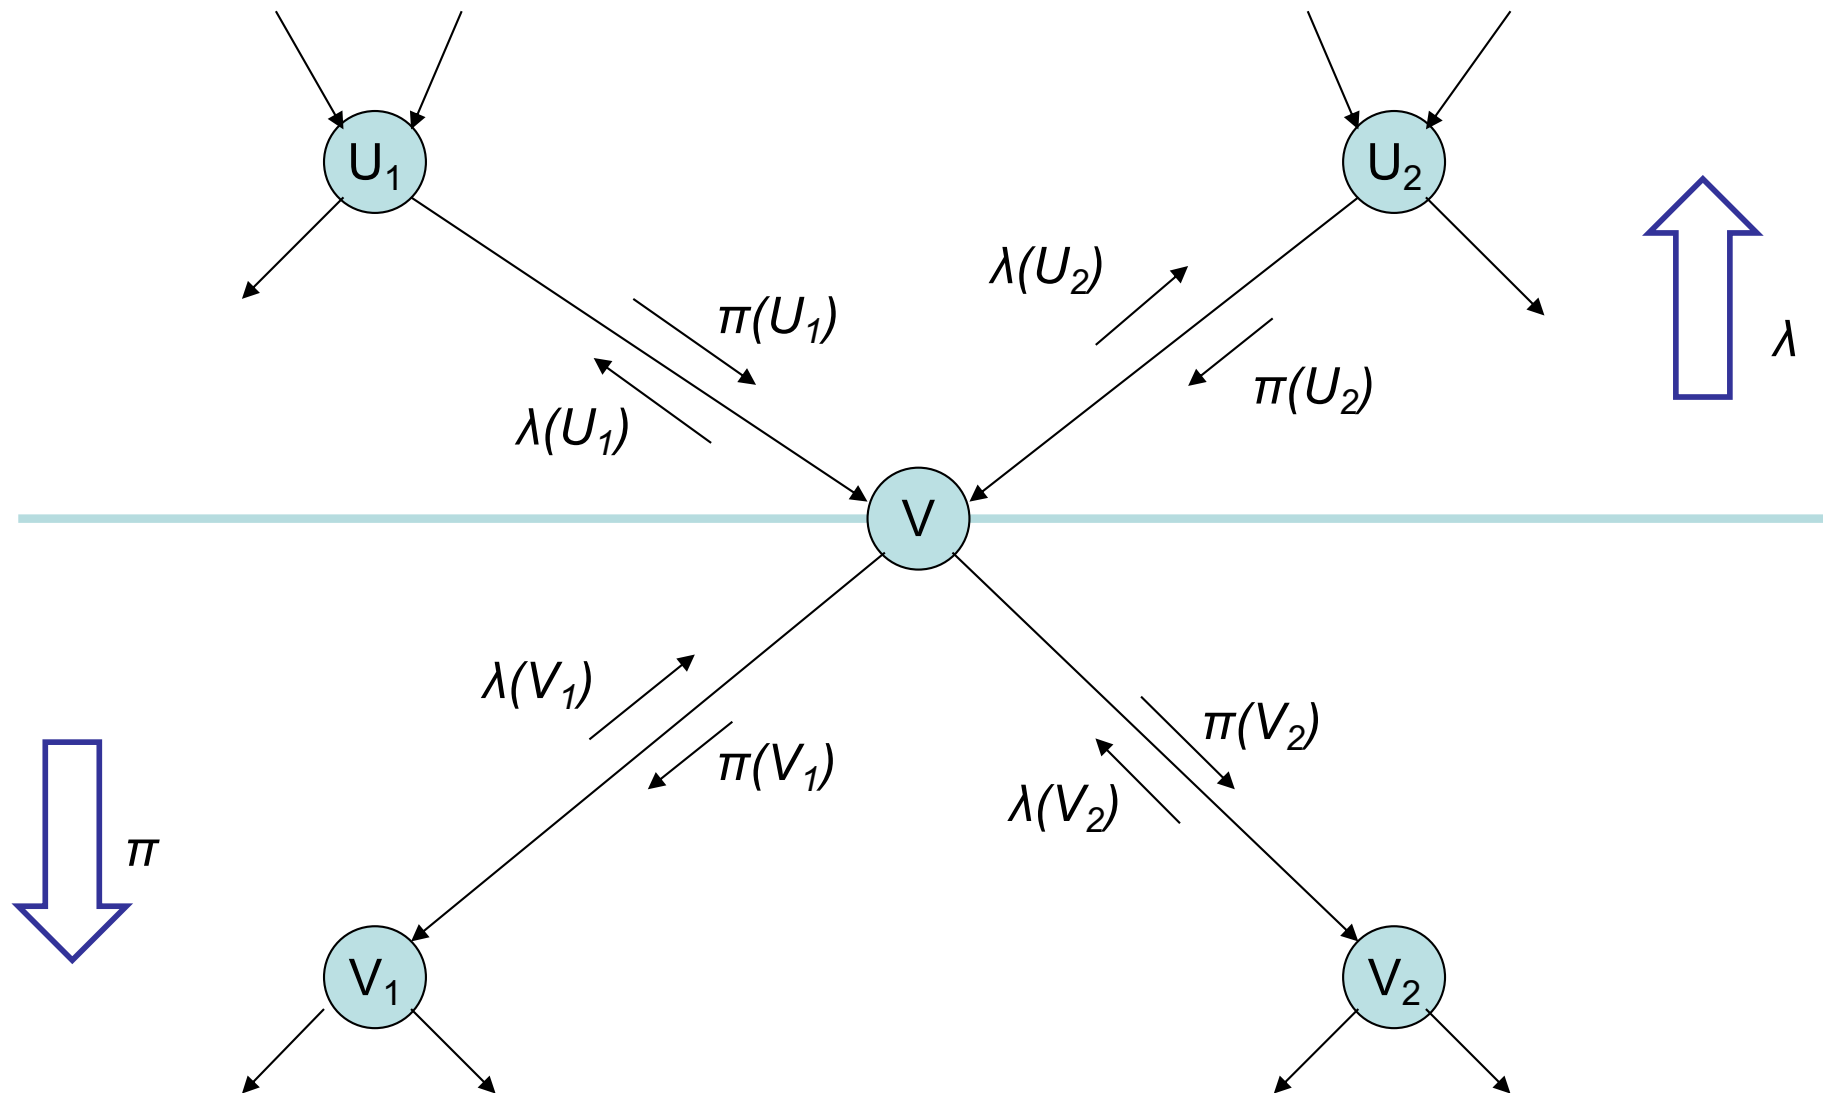 U₁
U₂
λ(U₂)
π(U₁)
λ
π(U₂)
λ(U₁)
V
λ(V₁)
π(V₂)
π(V₁)
λ(V₂)
π
V₁
V₂